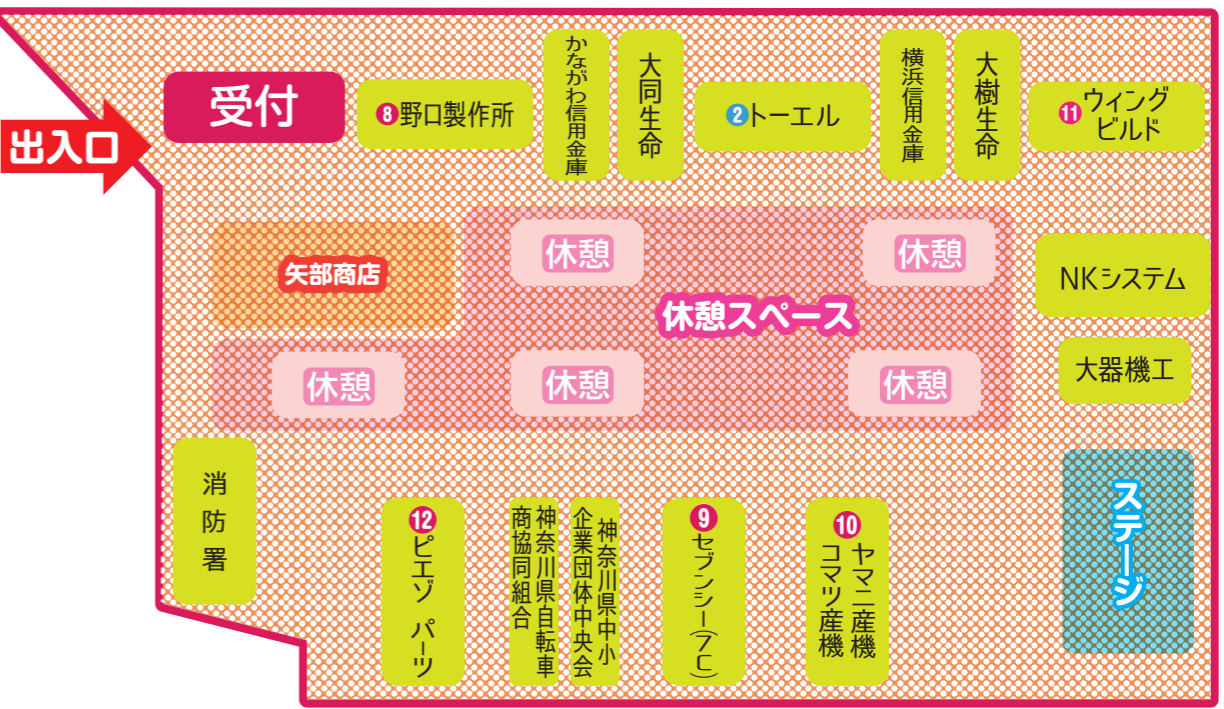 出入口
受付
❽野口製作所
かながわ信用金庫
大同生命
❷トーエル
横浜信用金庫
大樹生命
⓫ウィング
ビルド
矢部商店
休憩
休憩
休憩スペース
休憩
休憩
休憩
NKシステム
大器機工
ステージ
消防署
⓬ピエゾ パーツ
神奈川県自転車
商協同組合
神奈川県中小
企業団体中央会
❾セブンシー(7C)
❿
ヤマニ産機
コマツ産機